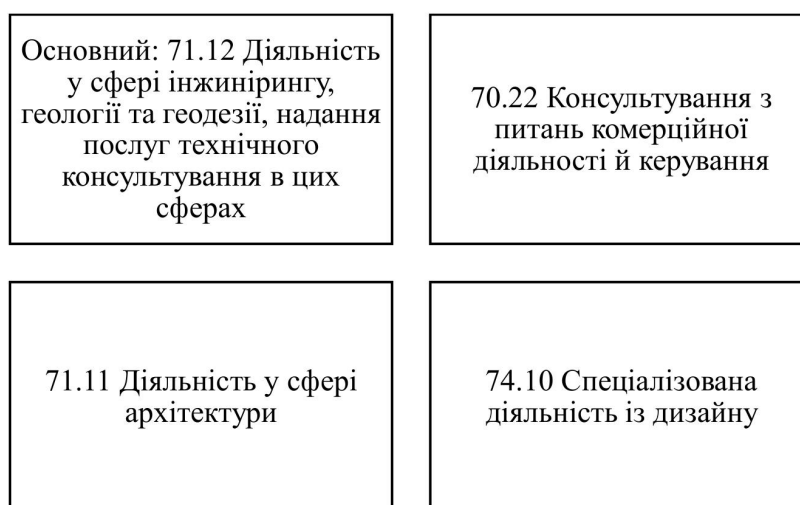 Основний: 71.12 Діяльність
у сфері інжинірингу,
геології та геодезії, надання
послуг технічного
консультування в цих
сферах
70.22 Консультування з
питань комерційної
діяльності й керування
71.11 Діяльність у сфері
архітектури
74.10 Спеціалізована
діяльність із дизайну